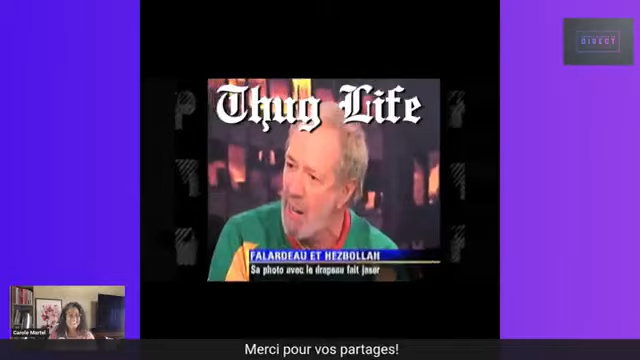 DIRECT
Thug Life
FALARDEAU ET HEZBOLLAH
Sa photo avec le drapeau fait jaser
Carole Martel
Merci pour vos partages!